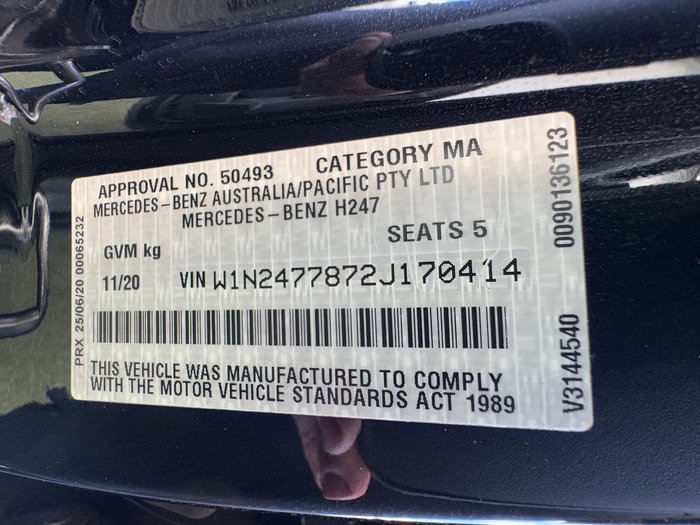 APPROVAL NO. 50493 CATEGORY MA
MERCEDES-BENZ AUSTRALIA/PACIFIC PTY LTD
MERCEDES-BENZ H247
SEATS 5
GVM kg
11/20 VIN W1N2477872J170414
THIS VEHICLE WAS MANUFACTURED TO COMPLY
WITH THE MOTOR VEHICLE STANDARDS ACT 1989
PRX 25/06/20 00065232
V3144540 0090136123